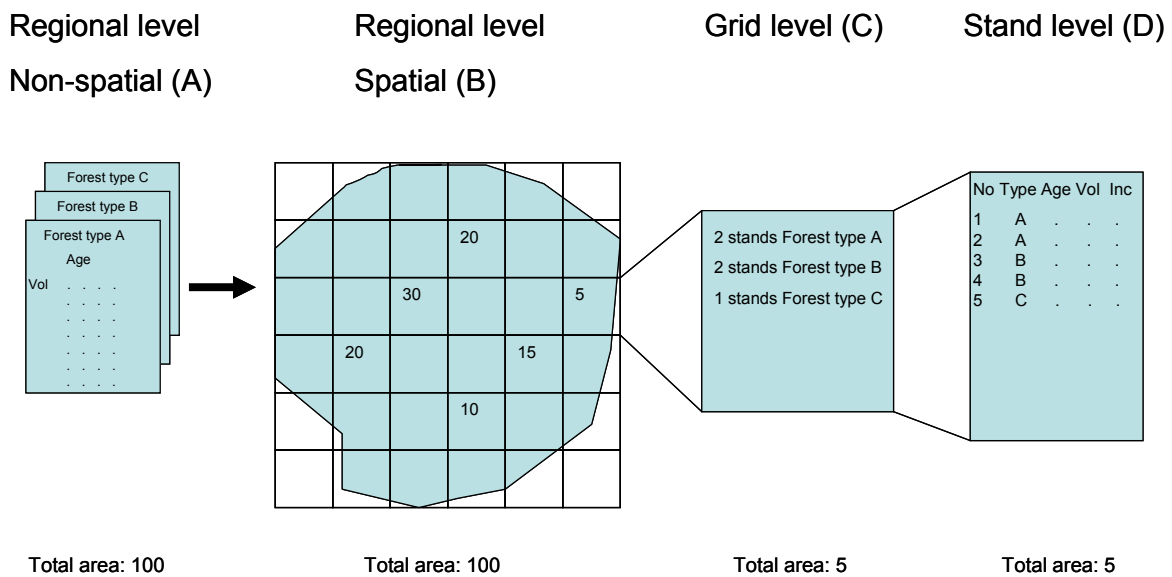 Regional level
Non-spatial (A)
Regional level
Spatial (B)
Grid level (C)
Stand level (D)
Forest type C
Forest type B
Forest type A
Age
Vol . . . .
. . . .
. . . .
. . . .
. . . .
. . . .
. . . .
20
30 5
20 15
10
2 stands Forest type A
2 stands Forest type B
1 stands Forest type C
No Type Age Vol Inc
1 A . . .
2 A . . .
3 B . . .
4 B . . .
5 C . . .
Total area: 100
Total area: 100
Total area: 5
Total area: 5